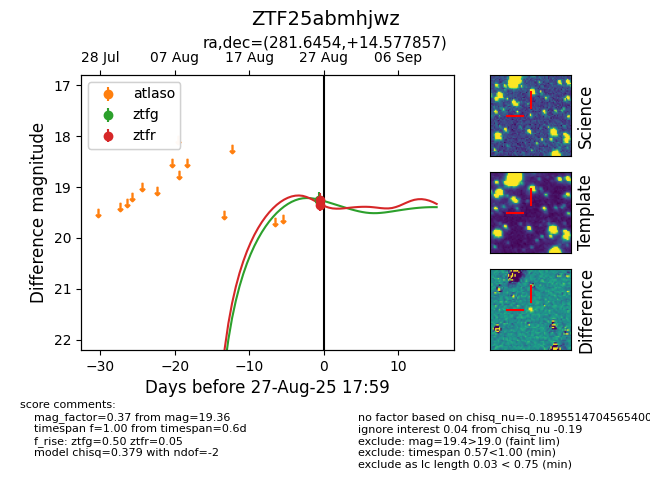 ZTF25abmhjwz
ra,dec=(281.6454,+14.577857)
28 Jul 07 Aug 17 Aug 27 Aug 06 Sep
17
18
19
20
21
22
Difference magnitude
atlaso
ztfg
ztfr
−30 −20 −10 0 10
Days before 27-Aug-25 17:59
Science
Template
Difference
score comments:
mag_factor=0.37 from mag=19.36
timespan f=1.00 from timespan=0.6d
f_rise: ztfg=0.50 ztfr=0.05
model chisq=0.379 with ndof=-2
no factor based on chisq_nu=-0.1895514704565400
ignore interest 0.04 from chisq_nu -0.19
exclude: mag=19.4>19.0 (faint lim)
exclude: timespan 0.57<1.00 (min)
exclude as lc length 0.03 < 0.75 (min)